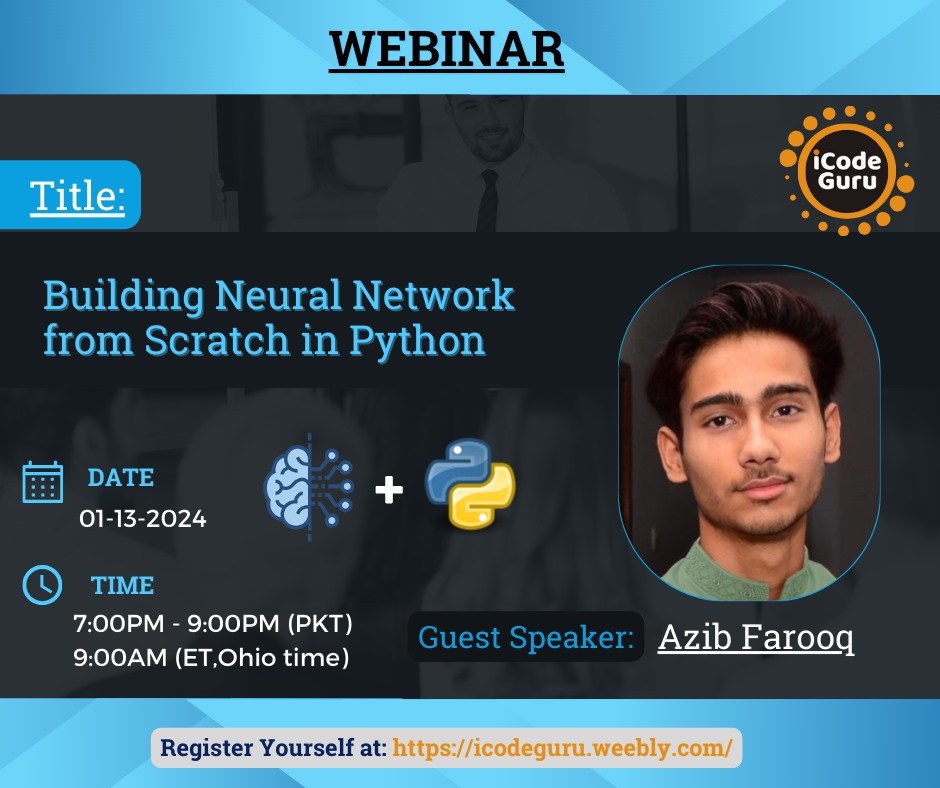 WEBINAR
iCode
Guru
Title:
Building Neural Network
from Scratch in Python
DATE
01-13-2024
TIME
7:00PM - 9:00PM (PKT)
9:00AM (ET,Ohio time)
Guest Speaker: Azib Farooq
Register Yourself at: https://icodeguru.weebly.com/